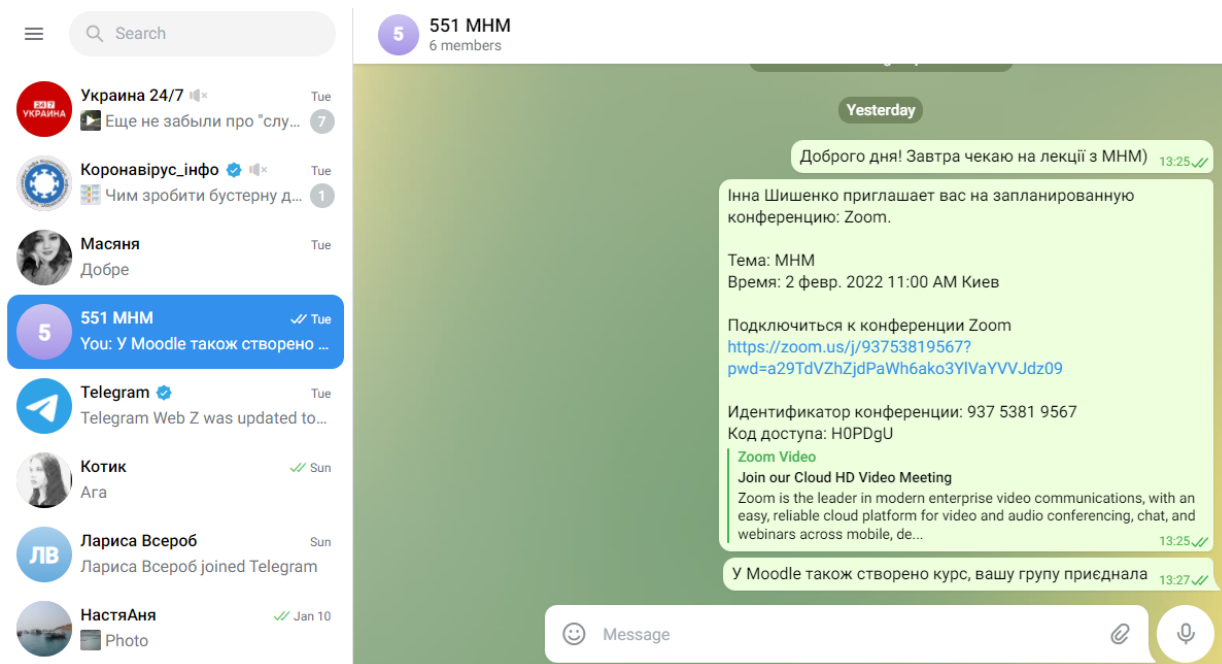 Search
24 7
УКРАИНА
Украина 24/7
Tue
Еще не забыли про "слу...
7
Коронавірус_інфо
Tue
Чим зробити бустерну д...
1
Масяня
Tue
Добре
5
551 МНМ
Tue
You: У Moodle також створено ...
Telegram
Tue
Telegram Web Z was updated to...
Котик
Sun
Ага
ЛВ
Лариса Всероб
Sun
Лариса Всероб joined Telegram
НастяАня
Jan 10
Photo
5
551 МНМ
6 members
Yesterday
Доброго дня! Завтра чекаю на лекції з МНМ)
13:25
Інна Шишенко приглашает вас на запланированную
конференцию: Zoom.
Тема: МНМ
Время: 2 февр. 2022 11:00 AM Киев
Подключиться к конференции Zoom
https://zoom.us/j/93753819567?
pwd=a29TdVZhZjdPaWh6ako3YlVaYVVJdz09
Идентификатор конференции: 937 5381 9567
Код доступа: H0PDgU
Zoom Video
Join our Cloud HD Video Meeting
Zoom is the leader in modern enterprise video communications, with an
easy, reliable cloud platform for video and audio conferencing, chat, and
webinars across mobile, de...
13:25
У Moodle також створено курс, вашу групу приєднала
13:27
Message